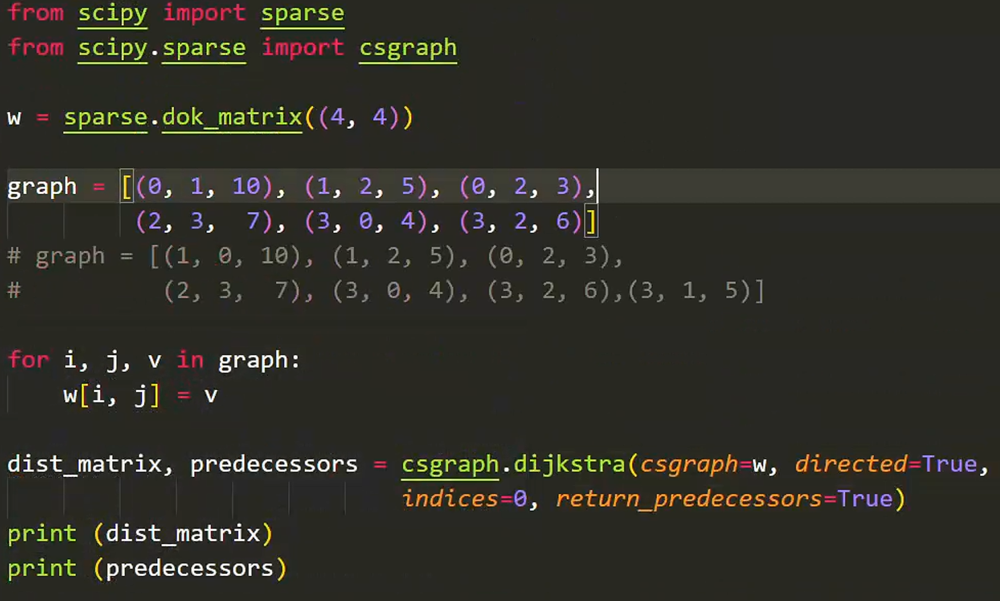 from scipy import sparse
from scipy.sparse import csgraph
w = sparse.dok_matrix((4, 4))
graph = [(0, 1, 10), (1, 2, 5), (0, 2, 3),
(2, 3,  7), (3, 0, 4), (3, 2, 6)]
# graph = [(1, 0, 10), (1, 2, 5), (0, 2, 3),
#          (2, 3,  7), (3, 0, 4), (3, 2, 6),(3, 1, 5)]
for i, j, v in graph:
w[i, j] = v
dist_matrix, predecessors = csgraph.dijkstra(csgraph=w, directed=True,
indices=0, return_predecessors=True)
print (dist_matrix)
print (predecessors)